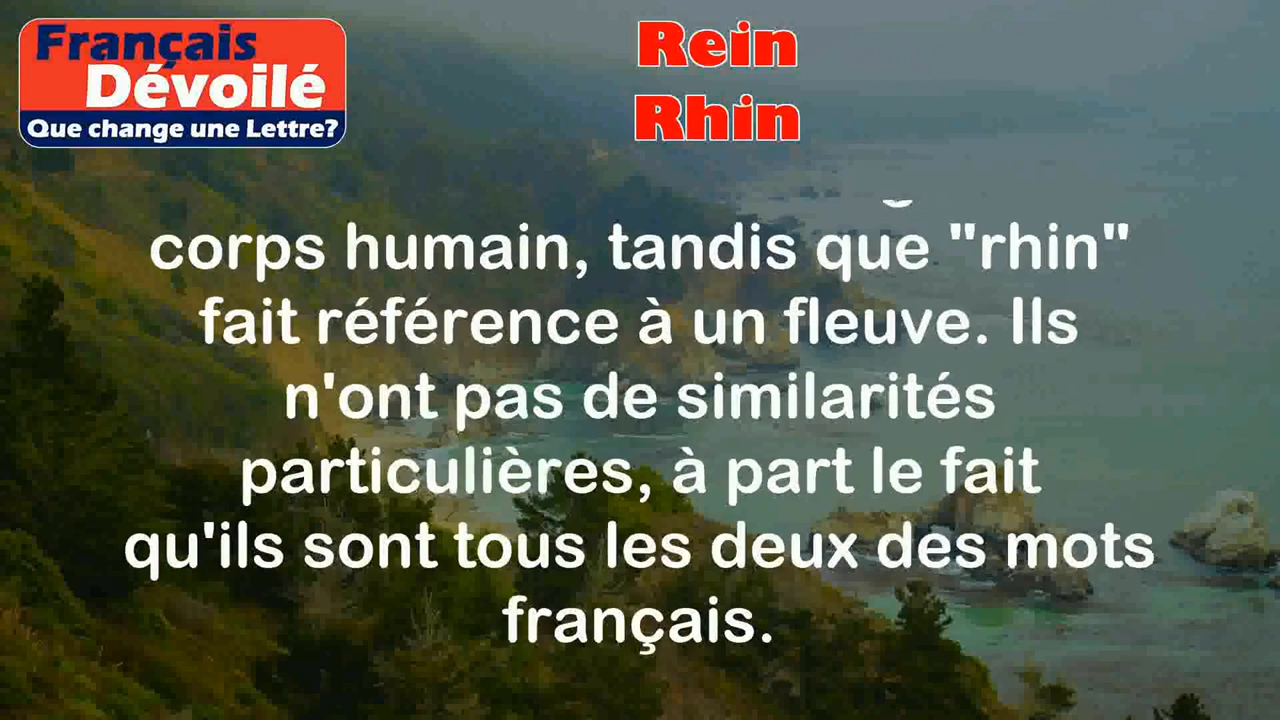 Français
Dévoilé
Que change une Lettre?
Rein
Rhin
corps humain, tandis que "rhin"
fait référence à un fleuve. Ils
n'ont pas de similarités
particulières, à part le fait
qu'ils sont tous les deux des mots
français.